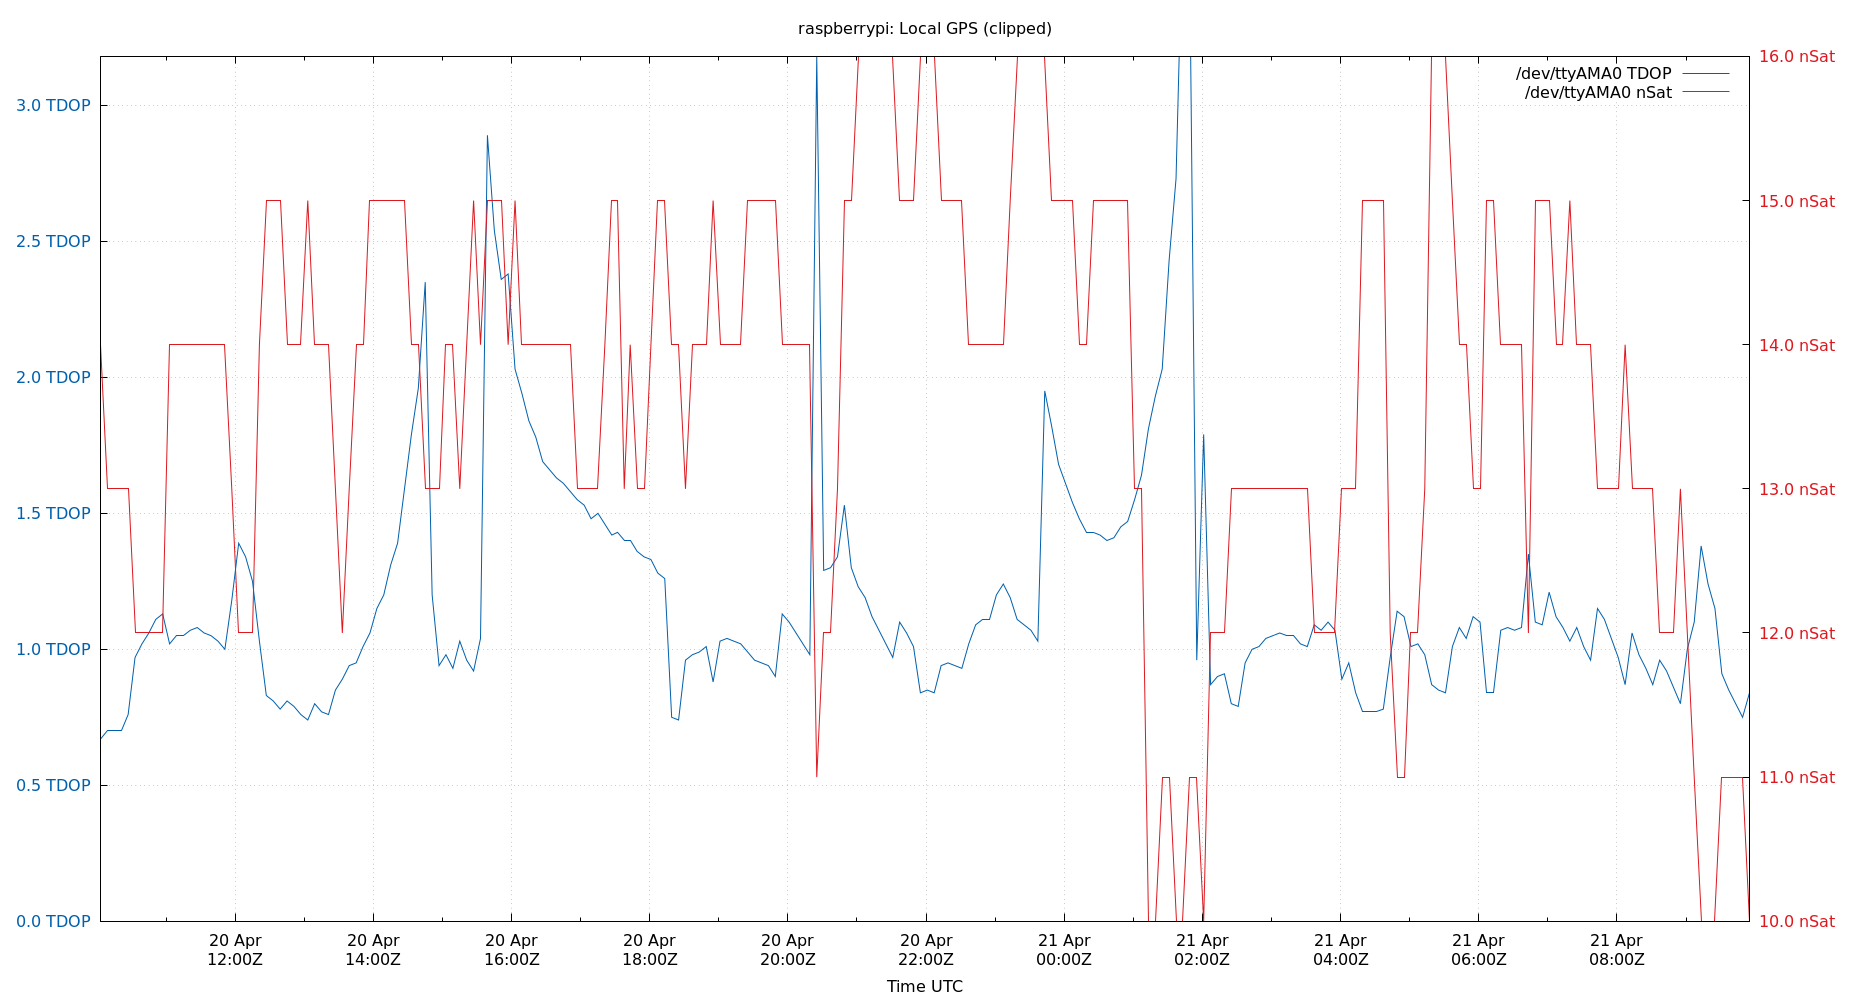 raspberrypi: Local GPS (clipped)
/dev/ttyAMA0 TDOP
/dev/ttyAMA0 nSat
3.0 TDOP
2.5 TDOP
2.0 TDOP
1.5 TDOP
1.0 TDOP
0.5 TDOP
0.0 TDOP
16.0 nSat
15.0 nSat
14.0 nSat
13.0 nSat
12.0 nSat
11.0 nSat
10.0 nSat
20 Apr
12:00Z
20 Apr
14:00Z
20 Apr
16:00Z
20 Apr
18:00Z
20 Apr
20:00Z
20 Apr
22:00Z
21 Apr
00:00Z
21 Apr
02:00Z
21 Apr
04:00Z
21 Apr
06:00Z
21 Apr
08:00Z
Time UTC